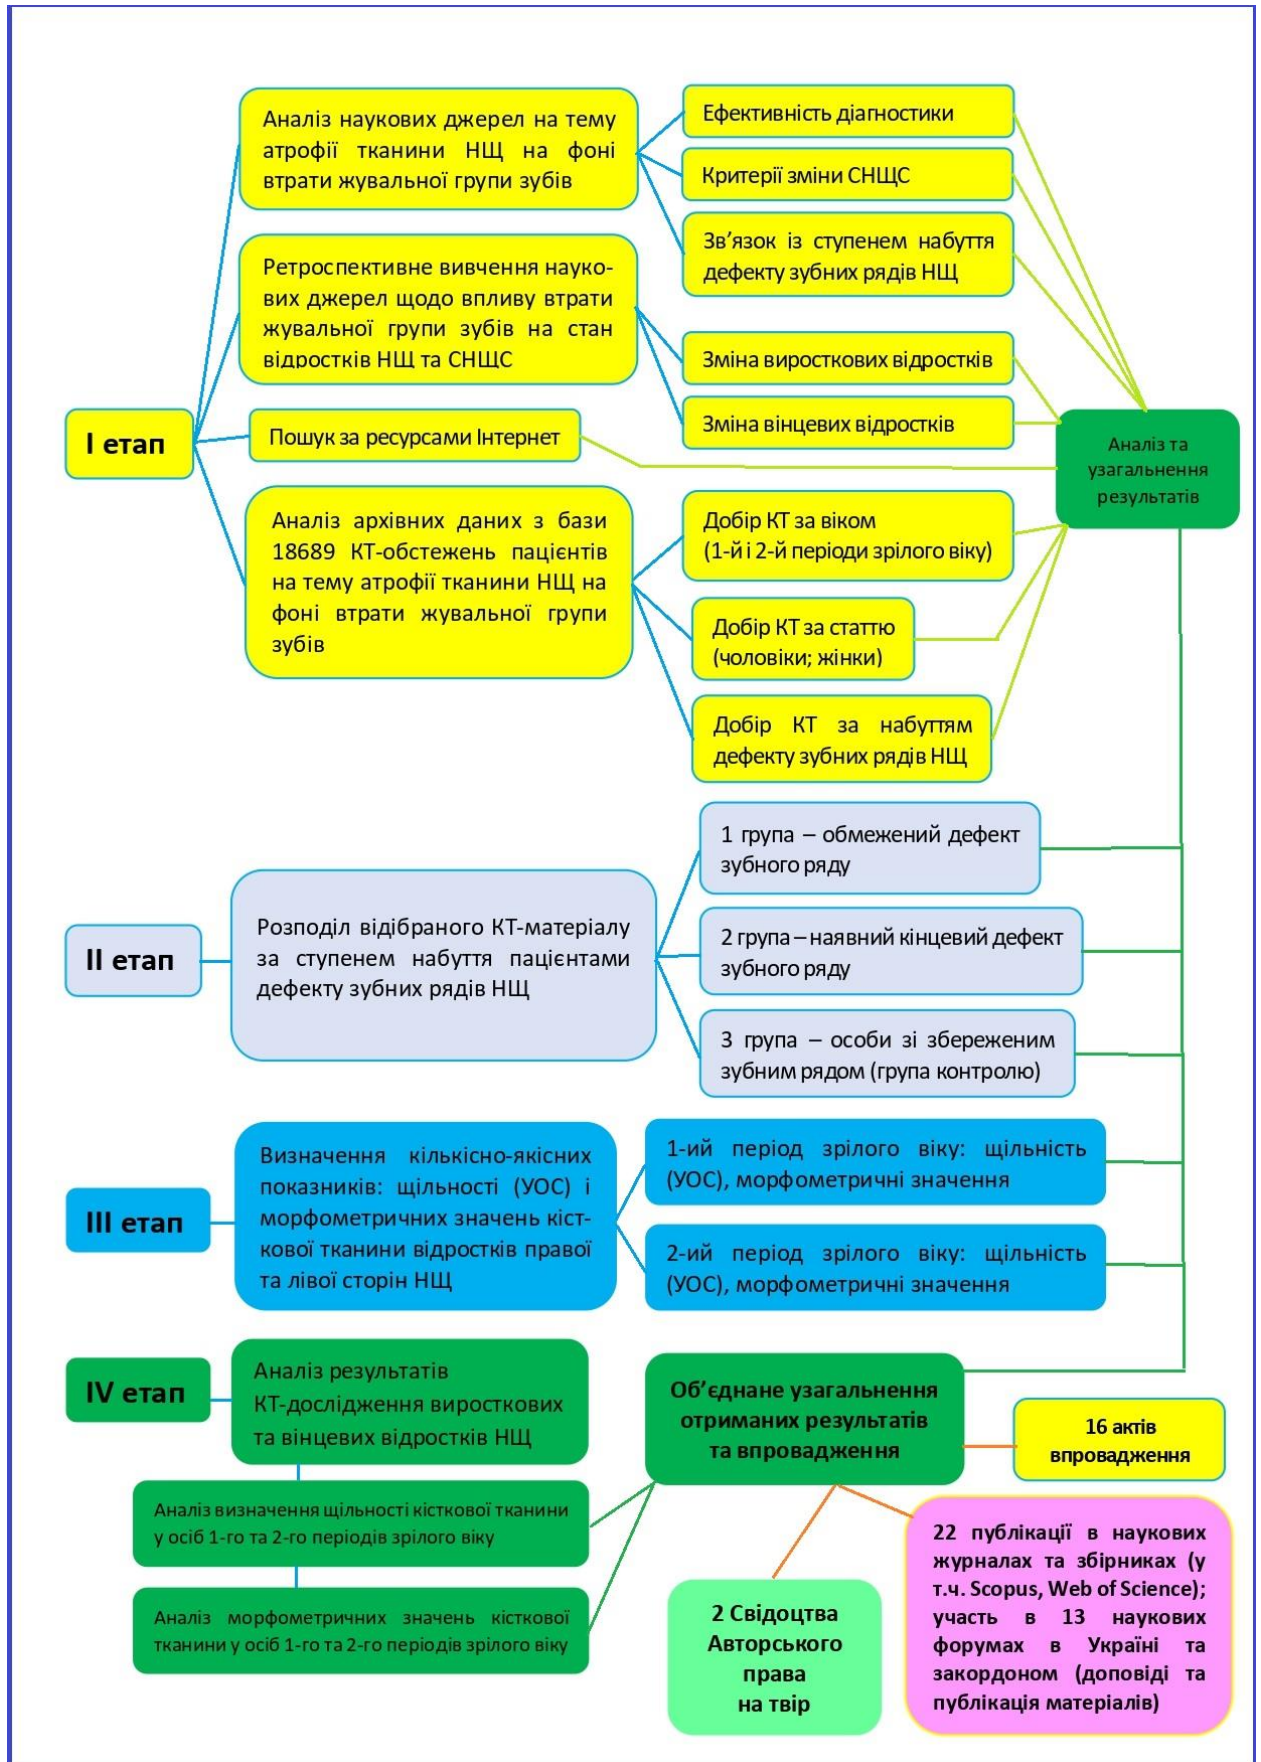 Аналіз наукових джерел на тему
атрофії тканини НЩ на фоні
втрати жувальної групи зубів
Ефективність діагностики
Критерії зміни СНЩС
Зв’язок із ступенем набуття
дефекту зубних рядів НЩ
Ретроспективне вивчення науко-
вих джерел щодо впливу втрати
жувальної групи зубів на стан
відростків НЩ та СНЩС
Зміна виросткових відростків
Зміна вінцевих відростків
І етап
Пошук за ресурсами Інтернет
Аналіз та
узагальнення
результатів
Аналіз архівних даних з бази
18689 КТ-обстежень пацієнтів
на тему атрофії тканини НЩ на
фоні втрати жувальної групи
зубів
Добір КТ за віком
(1-й і 2-й періоди зрілого віку)
Добір КТ за статтю
(чоловіки; жінки)
Добір КТ за набуттям
дефекту зубних рядів НЩ
ІІ етап
Розподіл відібраного КТ-матеріалу
за ступенем набуття пацієнтами
дефекту зубних рядів НЩ
1 група – обмежений дефект
зубного ряду
2 група – наявний кінцевий дефект
зубного ряду
3 група – особи зі збереженим
зубним рядом (група контролю)
ІІІ етап
Визначення кількісно-якісних
показників: щільності (УОС) і
морфометричних значень кіст-
кової тканини відростків правої
та лівої сторін НЩ
1-ий період зрілого віку: щільність
(УОС), морфометричні значення
2-ий період зрілого віку: щільність
(УОС), морфометричні значення
IV етап
Аналіз результатів
КТ-дослідження виросткових
та вінцевих відростків НЩ
Аналіз визначення щільності кісткової тканини
у осіб 1-го та 2-го періодів зрілого віку
Аналіз морфометричних значень кісткової
тканини у осіб 1-го та 2-го періодів зрілого віку
Об’єднане узагальнення
отриманих результатів
та впровадження
16 актів
впровадження
2 Свідоцтва
Авторського
права
на твір
22 публікації в наукових
журналах та збірниках (у
т.ч. Scopus, Web of Science);
участь в 13 наукових
форумах в Україні та
закордоном (доповіді та
публікація матеріалів)